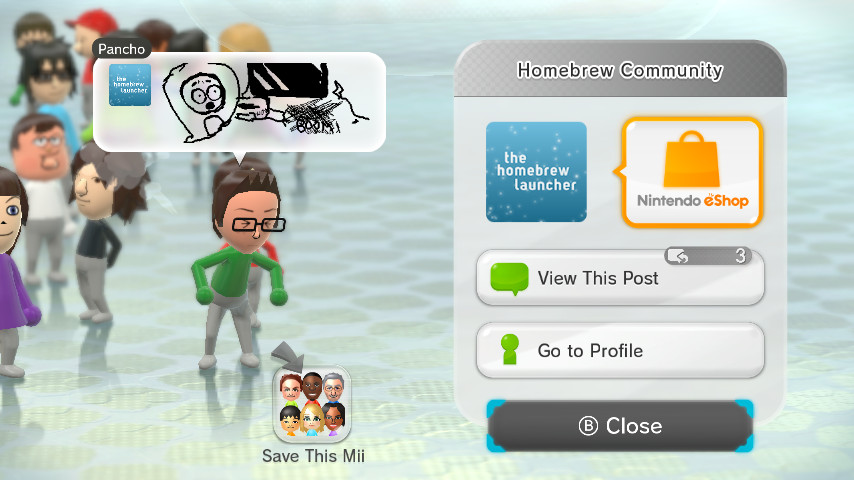 Pancho
the
homebrew
launcher
Homebrew Community
the
homebrew
launcher
Nintendo eShop
3
View This Post
Go to Profile
Ⓑ Close
Save This Mii